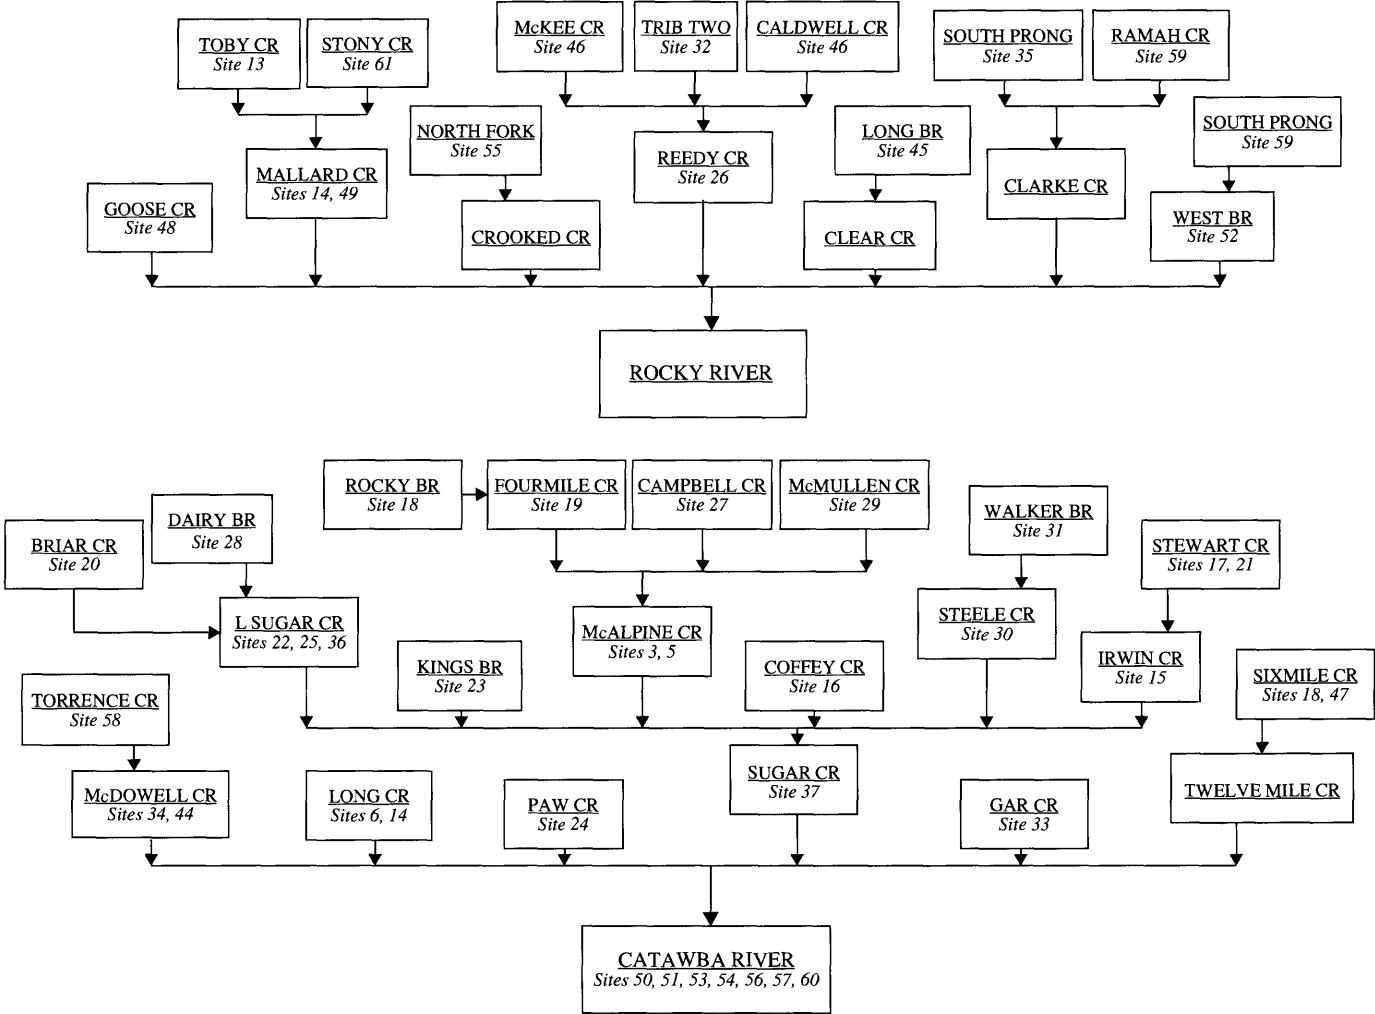 TOBY CR
Site 13
STONY CR
Site 61
McKEE CR
Site 46
TRIB TWO
Site 32
CALDWELL CR
Site 46
SOUTH PRONG
Site 35
RAMAH CR
Site 59
NORTH FORK
Site 55
LONG BR
Site 45
SOUTH PRONG
Site 59
MALLARD CR
Sites 14, 49
REEDY CR
Site 26
CLARKE CR
GOOSE CR
Site 48
CROOKED CR
CLEAR CR
WEST BR
Site 52
ROCKY RIVER
ROCKY BR
Site 18
FOURMILE CR
Site 19
CAMPBELL CR
Site 27
McMULLEN CR
Site 29
DAIRY BR
Site 28
WALKER BR
Site 31
BRIAR CR
Site 20
STEWART CR
Sites 17, 21
L SUGAR CR
Sites 22, 25, 36
McALPINE CR
Sites 3, 5
STEELE CR
Site 30
KINGS BR
Site 23
COFFEY CR
Site 16
IRWIN CR
Site 15
SIXMILE CR
Sites 18, 47
TORRENCE CR
Site 58
SUGAR CR
Site 37
McDOWELL CR
Sites 34, 44
LONG CR
Sites 6, 14
PAW CR
Site 24
GAR CR
Site 33
TWELVE MILE CR
CATAWBA RIVER
Sites 50, 51, 53, 54, 56, 57, 60